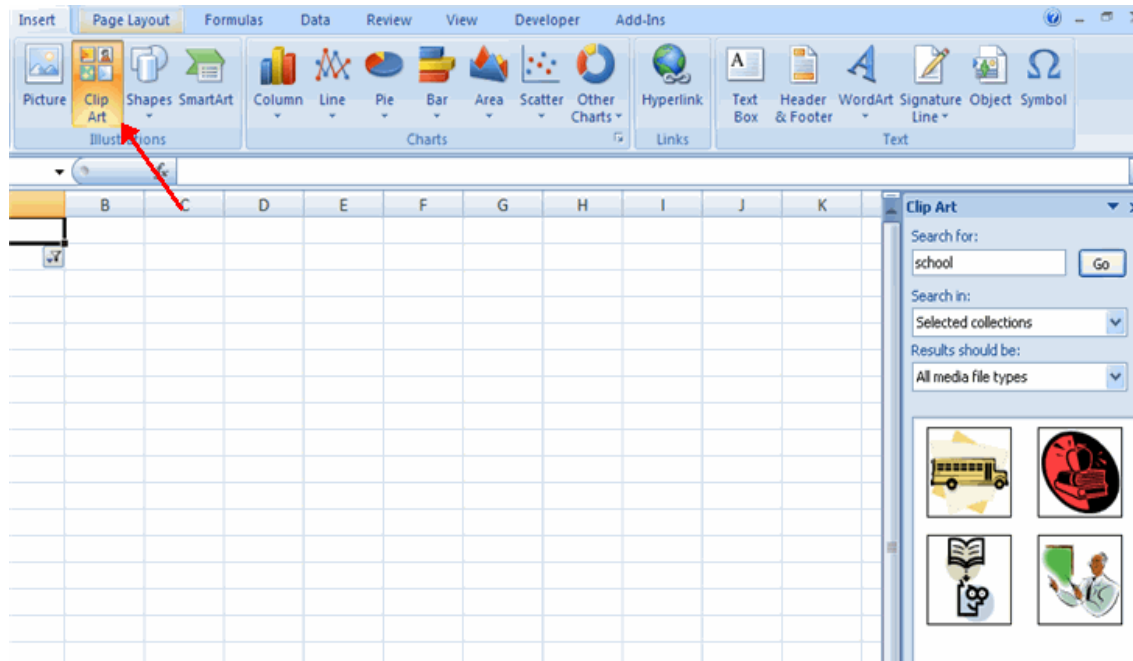 Insert Page Layout Formulas Data Review View Developer Add-Ins
Picture Clip Art Shapes SmartArt Column Line Pie Bar Area Scatter Other Charts Hyperlink Text Box Header & Footer WordArt Signature Line Object Symbol
Illustrations Charts Links Text
fx
B C D E F G H I J K
Clip Art
Search for:
school Go
Search in:
Selected collections
Results should be:
All media file types